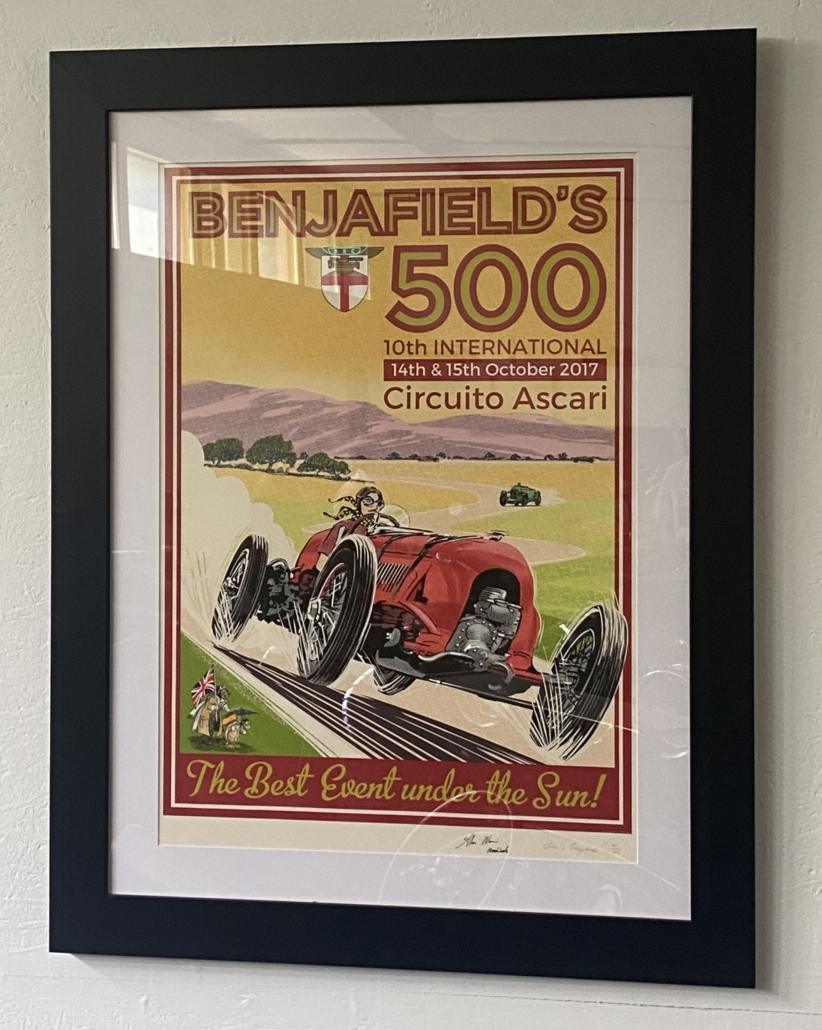 BENJAFIELD'S
500
10th INTERNATIONAL
14th & 15th October 2017
Circuito Ascari
The Best Event under the Sun!